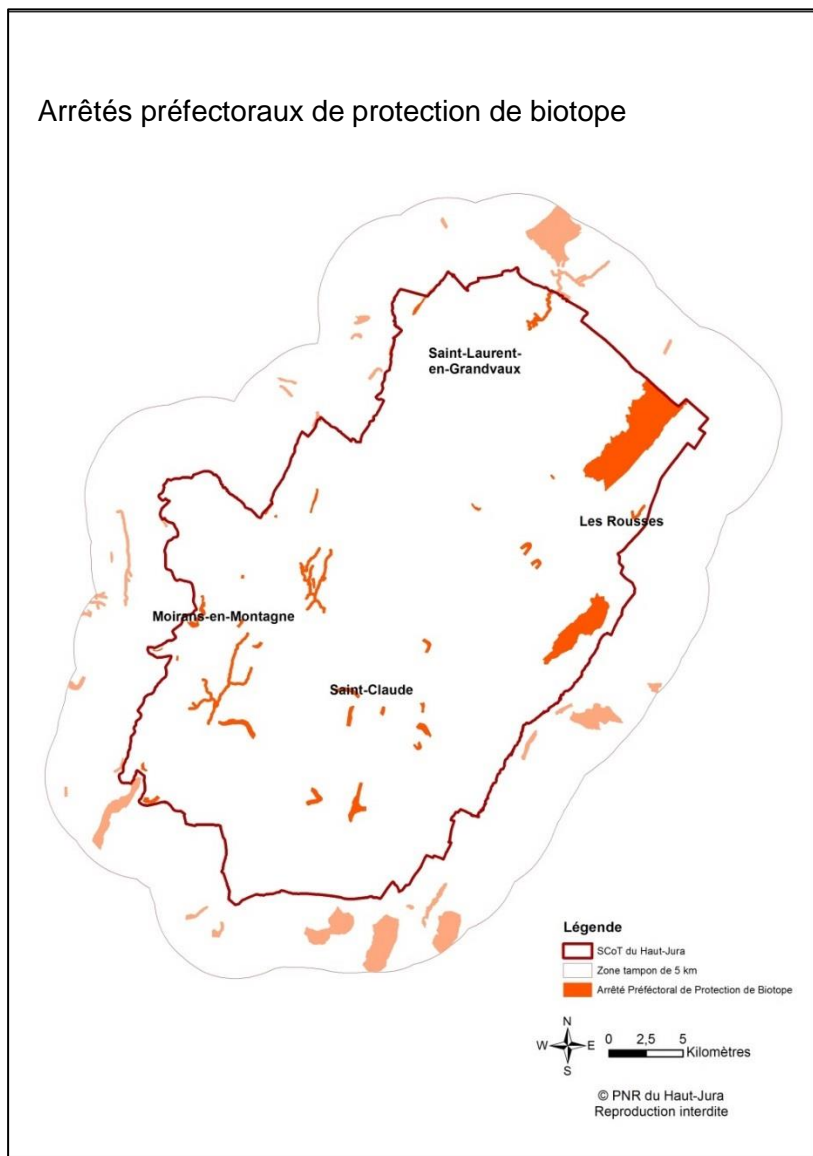 Arrêtés préfectoraux de protection de biotope
Saint-Laurent-
en-Grandvaux
Les Rousses
Moirans-en-Montagne
Saint-Claude
Légende
SCoT du Haut-Jura
Zone tampon de 5 km
Arrêté Préféctoral de Protection de Biotope
N
W E
S
0 2,5 5
Kilomètres
© PNR du Haut-Jura
Reproduction interdite